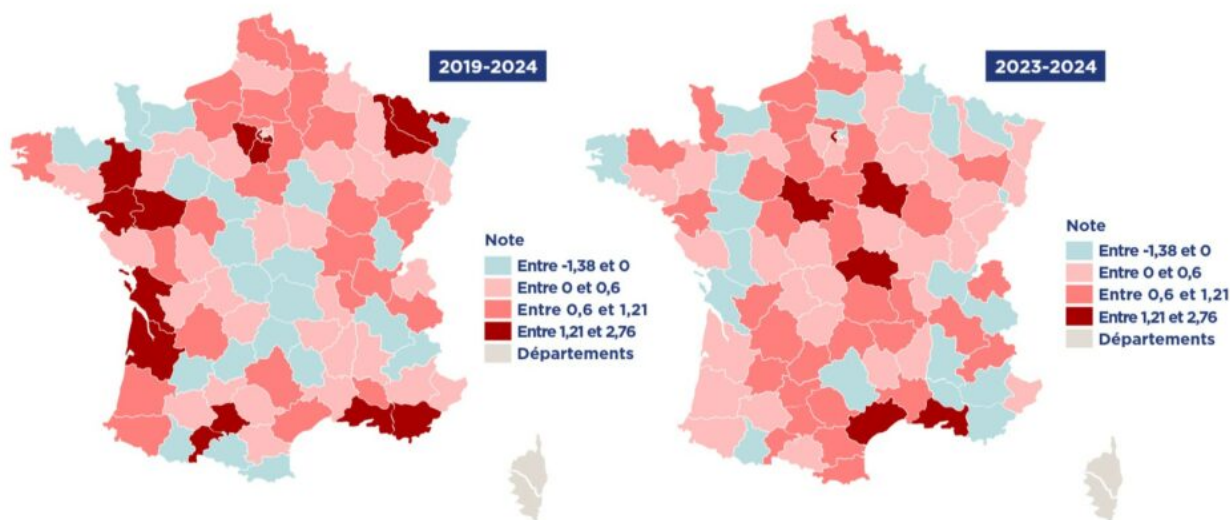 2019-2024
Note
Entre -1,38 et 0
Entre 0 et 0,6
Entre 0,6 et 1,21
Entre 1,21 et 2,76
Départements
2023-2024
Note
Entre -1,38 et 0
Entre 0 et 0,6
Entre 0,6 et 1,21
Entre 1,21 et 2,76
Départements